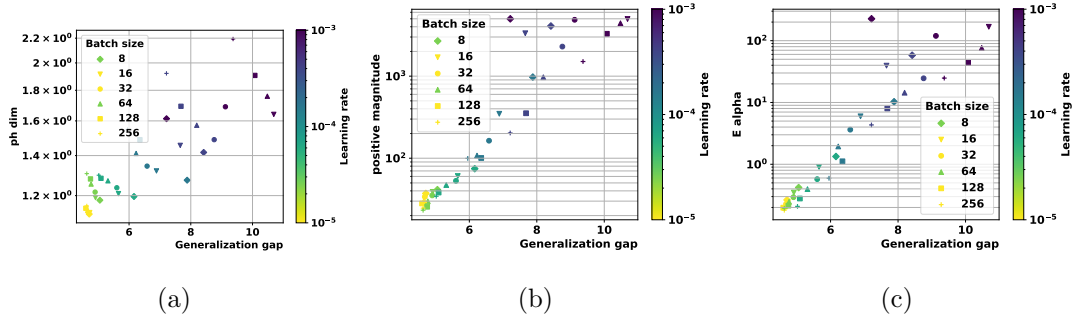 2.2 × 10⁰
2 × 10⁰
1.8 × 10⁰
1.6 × 10⁰
1.4 × 10⁰
1.2 × 10⁰
ph dim
Batch size
8
16
32
64
128
256
6
8
10
Generalization gap
10⁻³
10⁻⁴
10⁻⁵
Learning rate
(a)
10³
10²
positive magnitude
Batch size
8
16
32
64
128
256
6
8
10
Generalization gap
10⁻³
10⁻⁴
10⁻⁵
Learning rate
(b)
10²
10¹
10⁰
E alpha
Batch size
8
16
32
64
128
256
6
8
10
Generalization gap
10⁻³
10⁻⁴
10⁻⁵
Learning rate
(c)